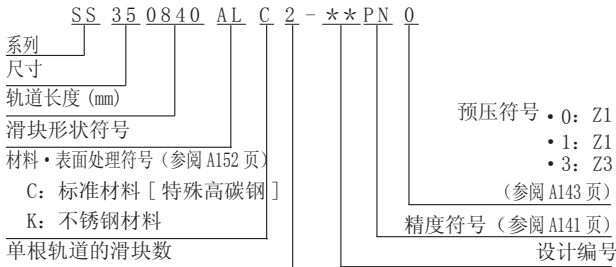 SS 35 0840 AL C 2 - ** PN 0
系列
尺寸
轨道长度 (mm)
滑块形状符号
材料・表面处理符号（参阅 A152 页）
C：标准材料 [ 特殊高碳钢 ]
K：不锈钢材料
单根轨道的滑块数
预压符号 • 0：Z1
• 1：Z1
• 3：Z3
（参阅 A143 页）
精度符号（参阅 A141 页）
设计编号